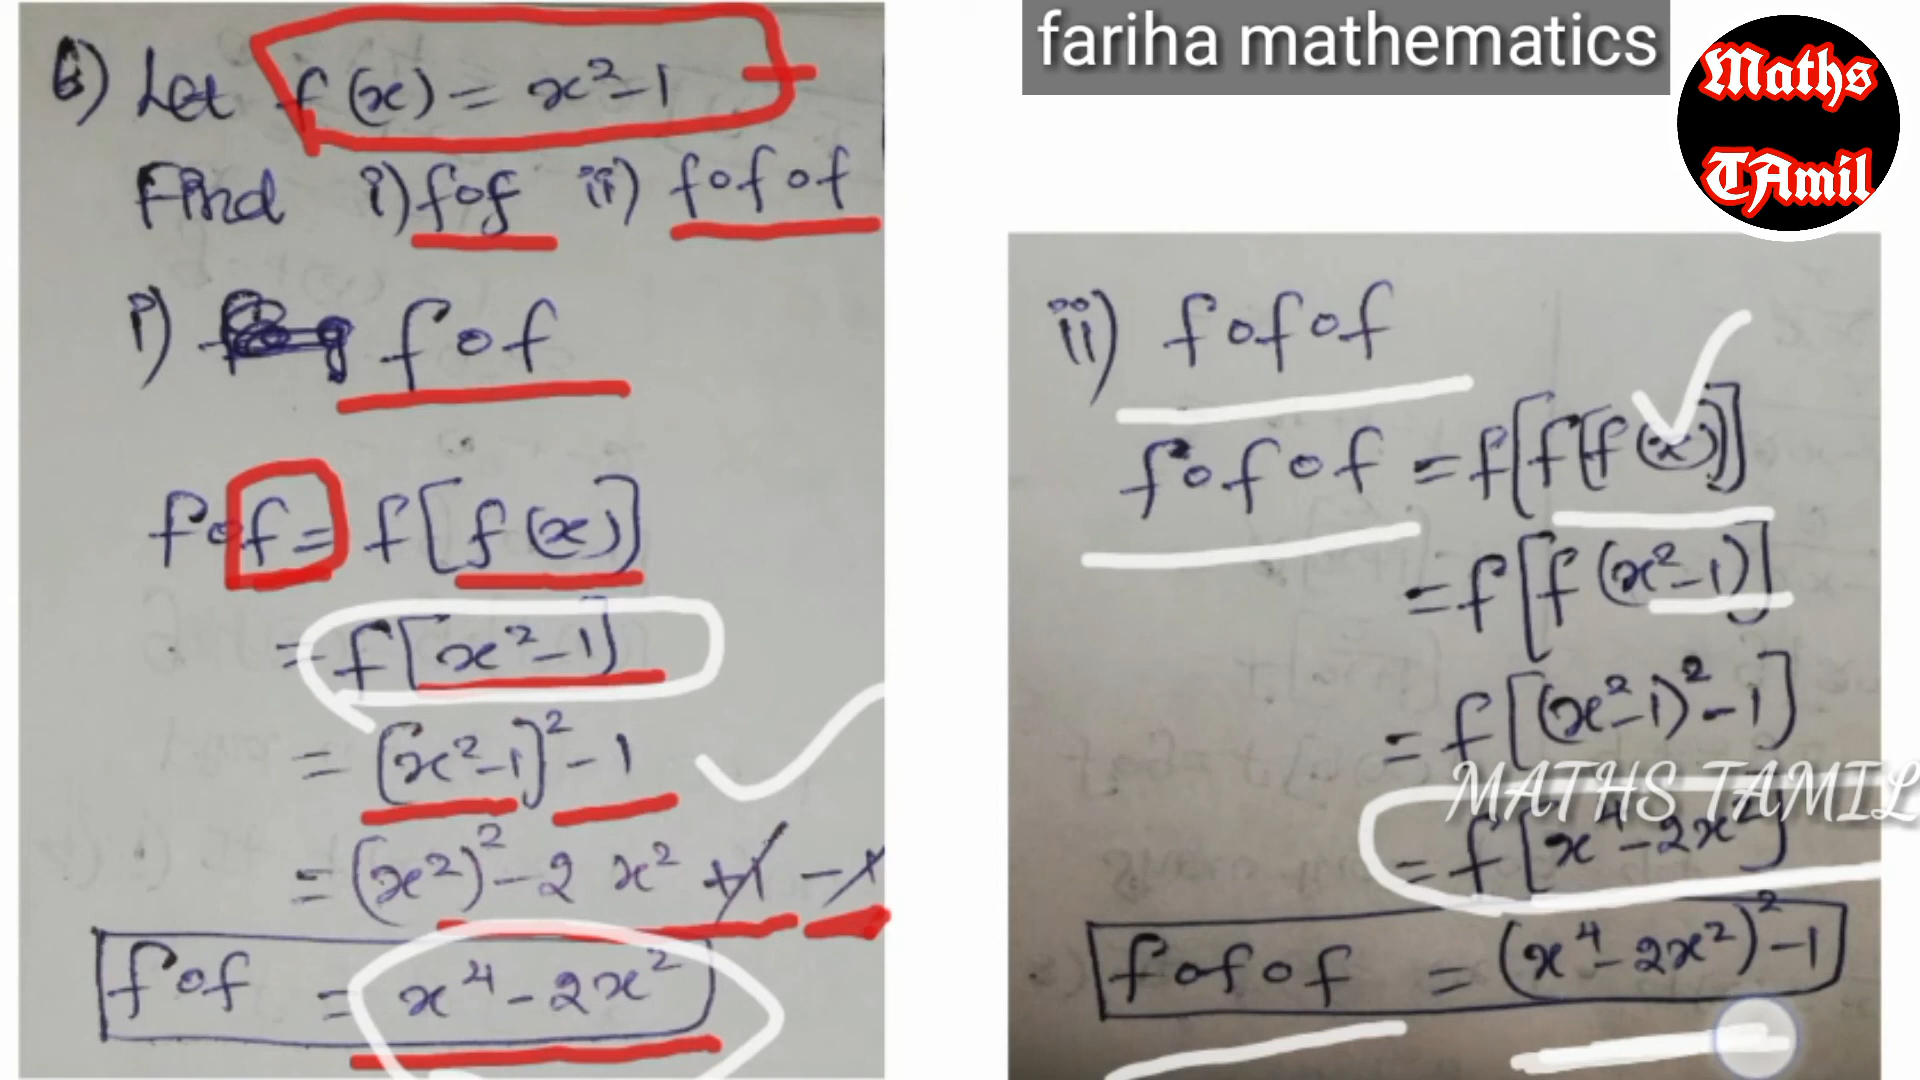 6) Let f(x) = x² - 1
Find i) fof ii) fofof
i) fof
fof = f[f(x)]
= f[x² - 1]
= (x² - 1)² - 1
= (x²)² - 2x² + 1 - 1
fof = x⁴ - 2x²
fariha mathematics
Maths
TAmil
ii) fofof
fofof = f[f[f(x)]]
= f[f(x² - 1)]
= f[(x² - 1)² - 1]
MATHS TAMIL
= f[x⁴ - 2x²]
fofof = (x⁴ - 2x²)² - 1